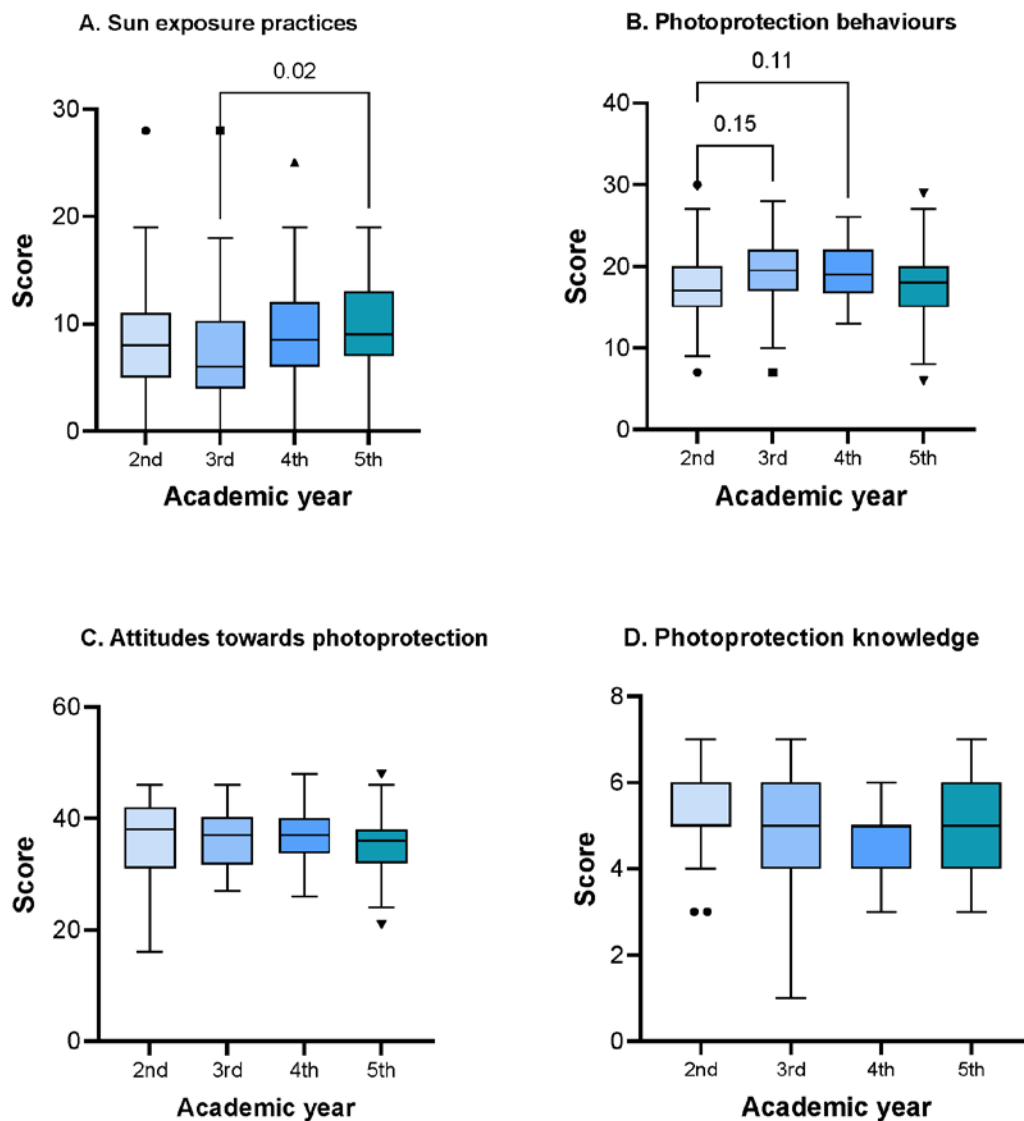 A. Sun exposure practices
0.02
30
20
10
0
Score
2nd 3rd 4th 5th
Academic year
B. Photoprotection behaviours
0.11
0.15
40
30
20
10
0
Score
2nd 3rd 4th 5th
Academic year
C. Attitudes towards photoprotection
60
40
20
0
Score
2nd 3rd 4th 5th
Academic year
D. Photoprotection knowledge
8
6
4
2
0
Score
2nd 3rd 4th 5th
Academic year